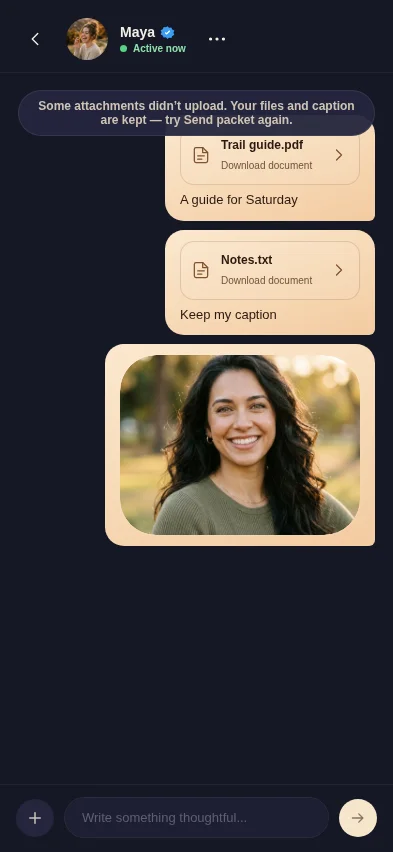 Maya
Active now
Some attachments didn't upload. Your files and caption
are kept — try Send packet again.
Trail guide.pdf
Download document
A guide for Saturday
Notes.txt
Download document
Keep my caption
Write something thoughtful...